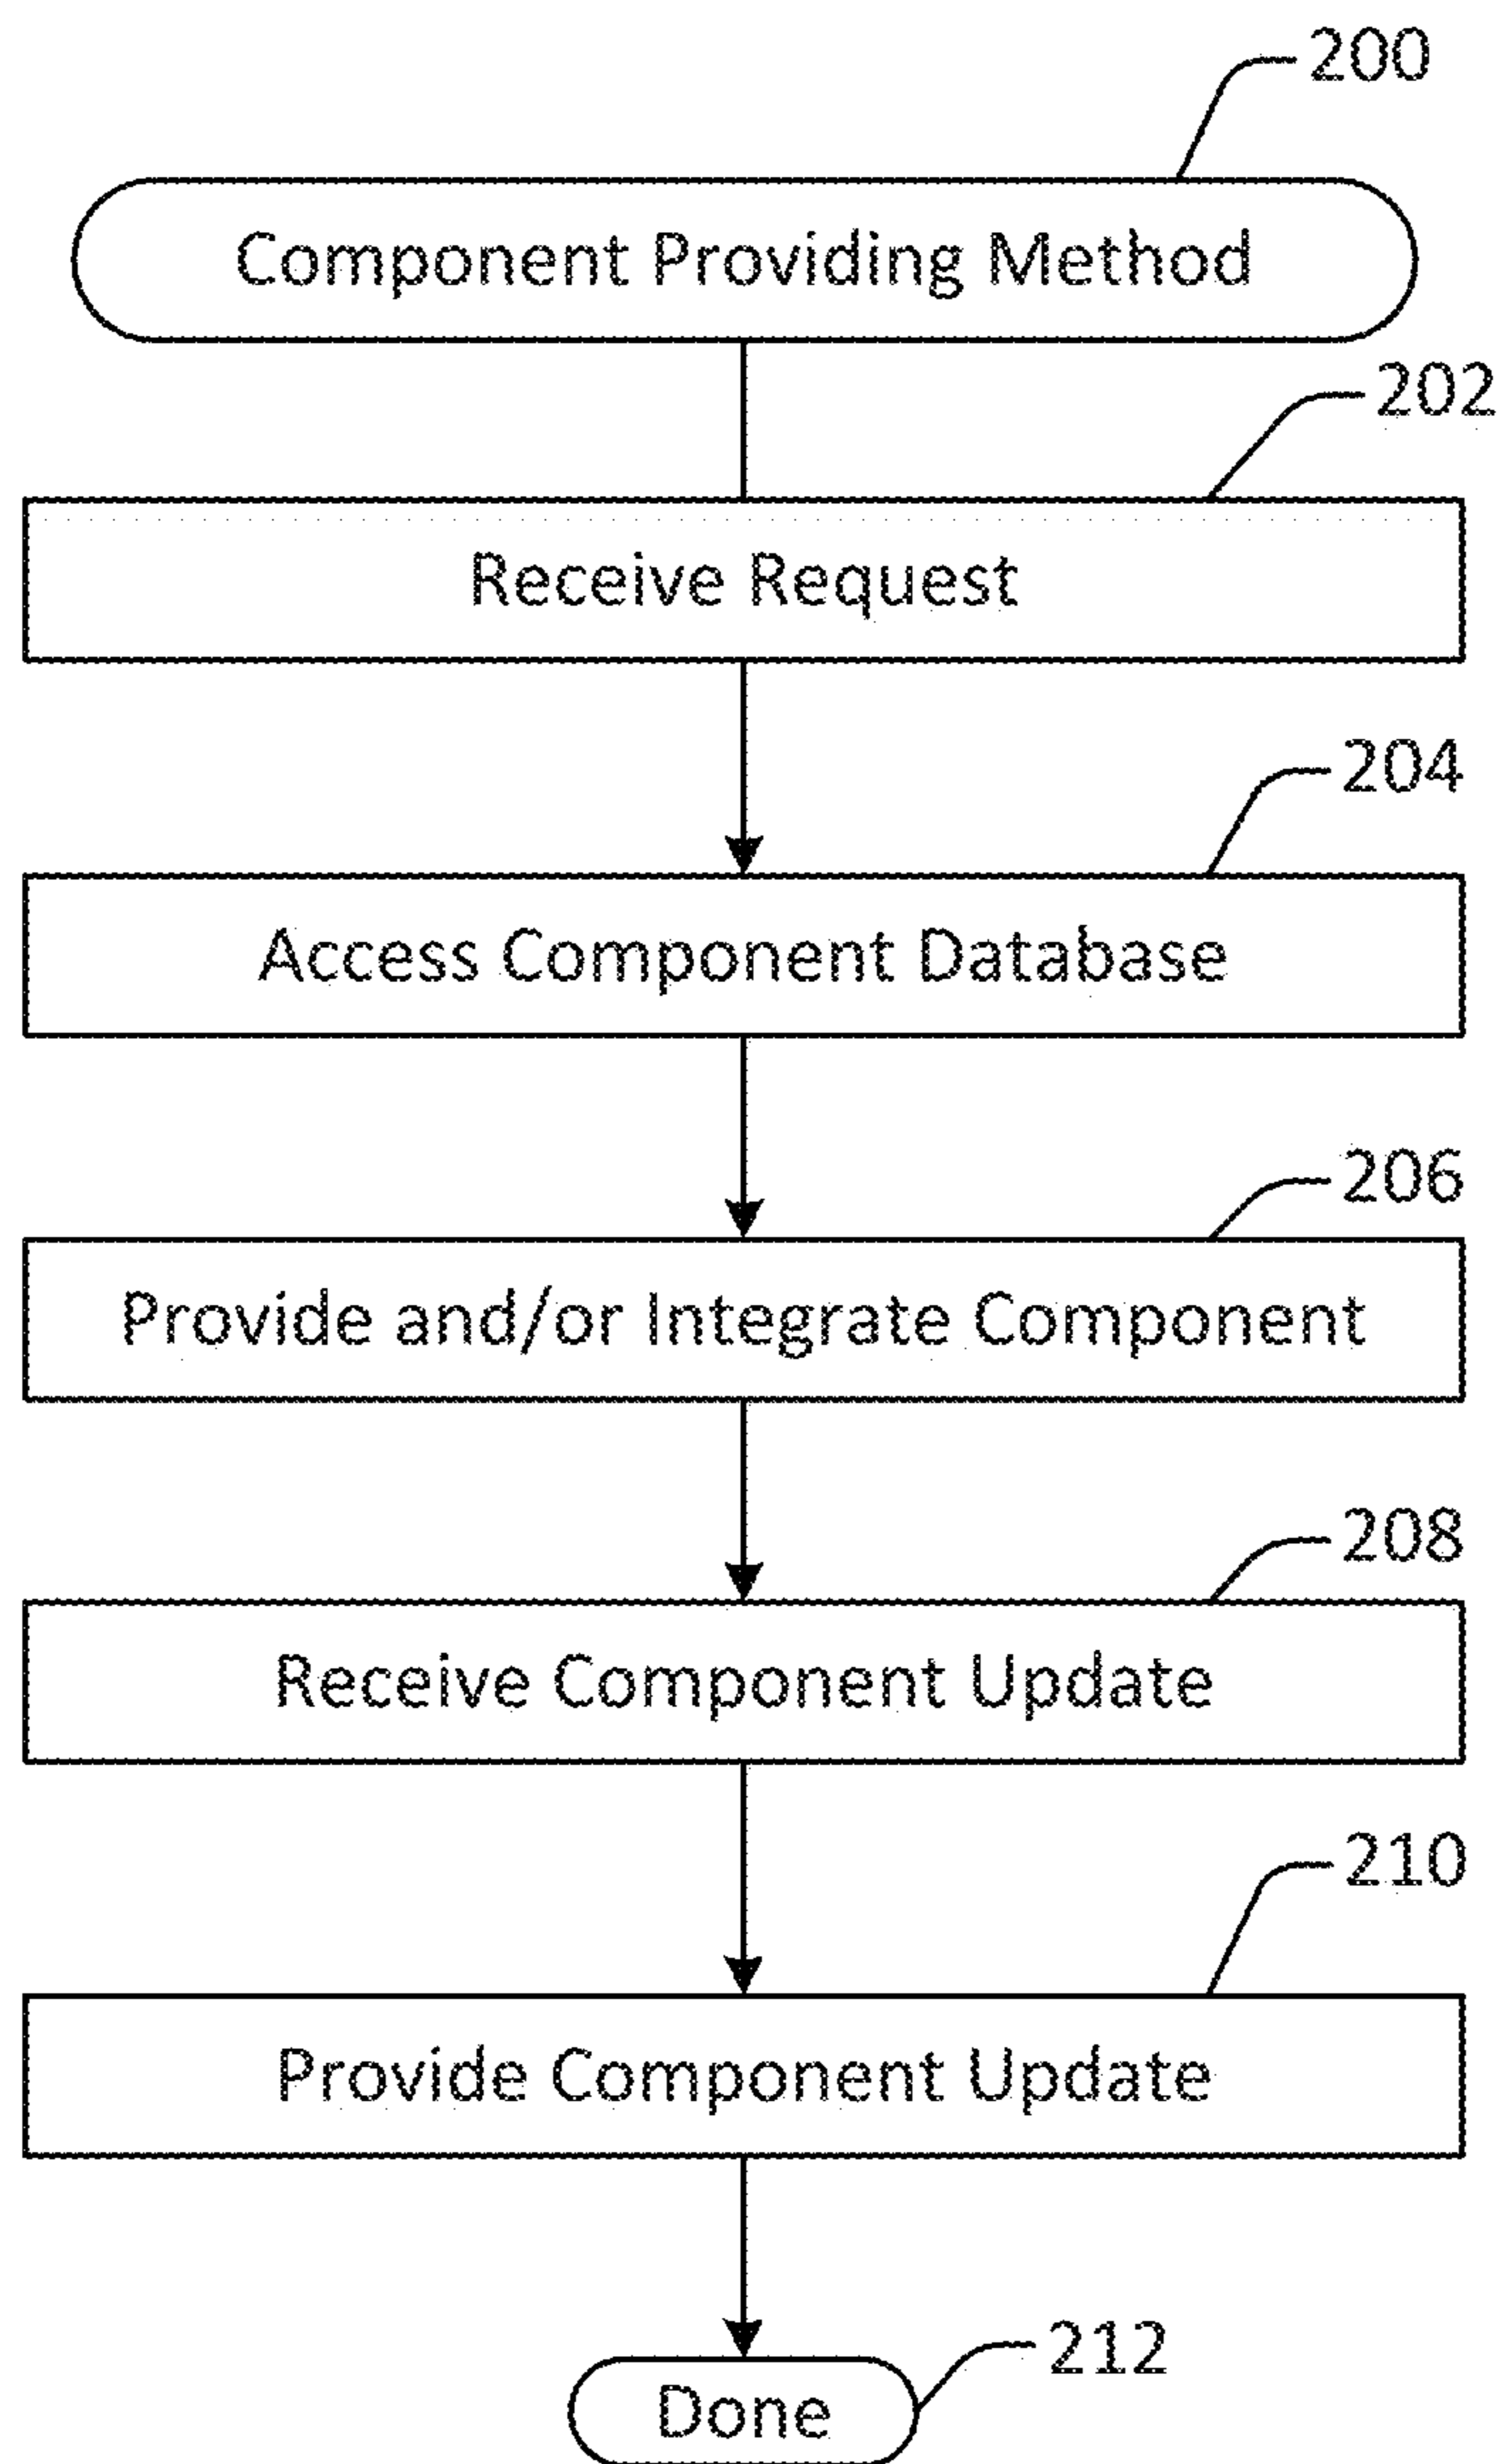 200
Component Providing Method
202
Receive Request
204
Access Component Database
206
Provide and/or Integrate Component
208
Receive Component Update
210
Provide Component Update
212
Done